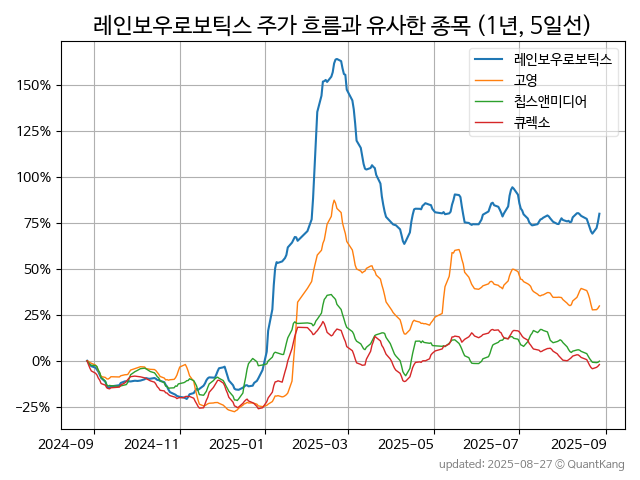 레인보우로보틱스 주가 흐름과 유사한 종목 (1년, 5일선)
레인보우로보틱스
고영
칩스앤미디어
큐렉소
150%
125%
100%
75%
50%
25%
0%
−25%
2024-09 2024-11 2025-01 2025-03 2025-05 2025-07 2025-09
updated: 2025-08-27 © QuantKang